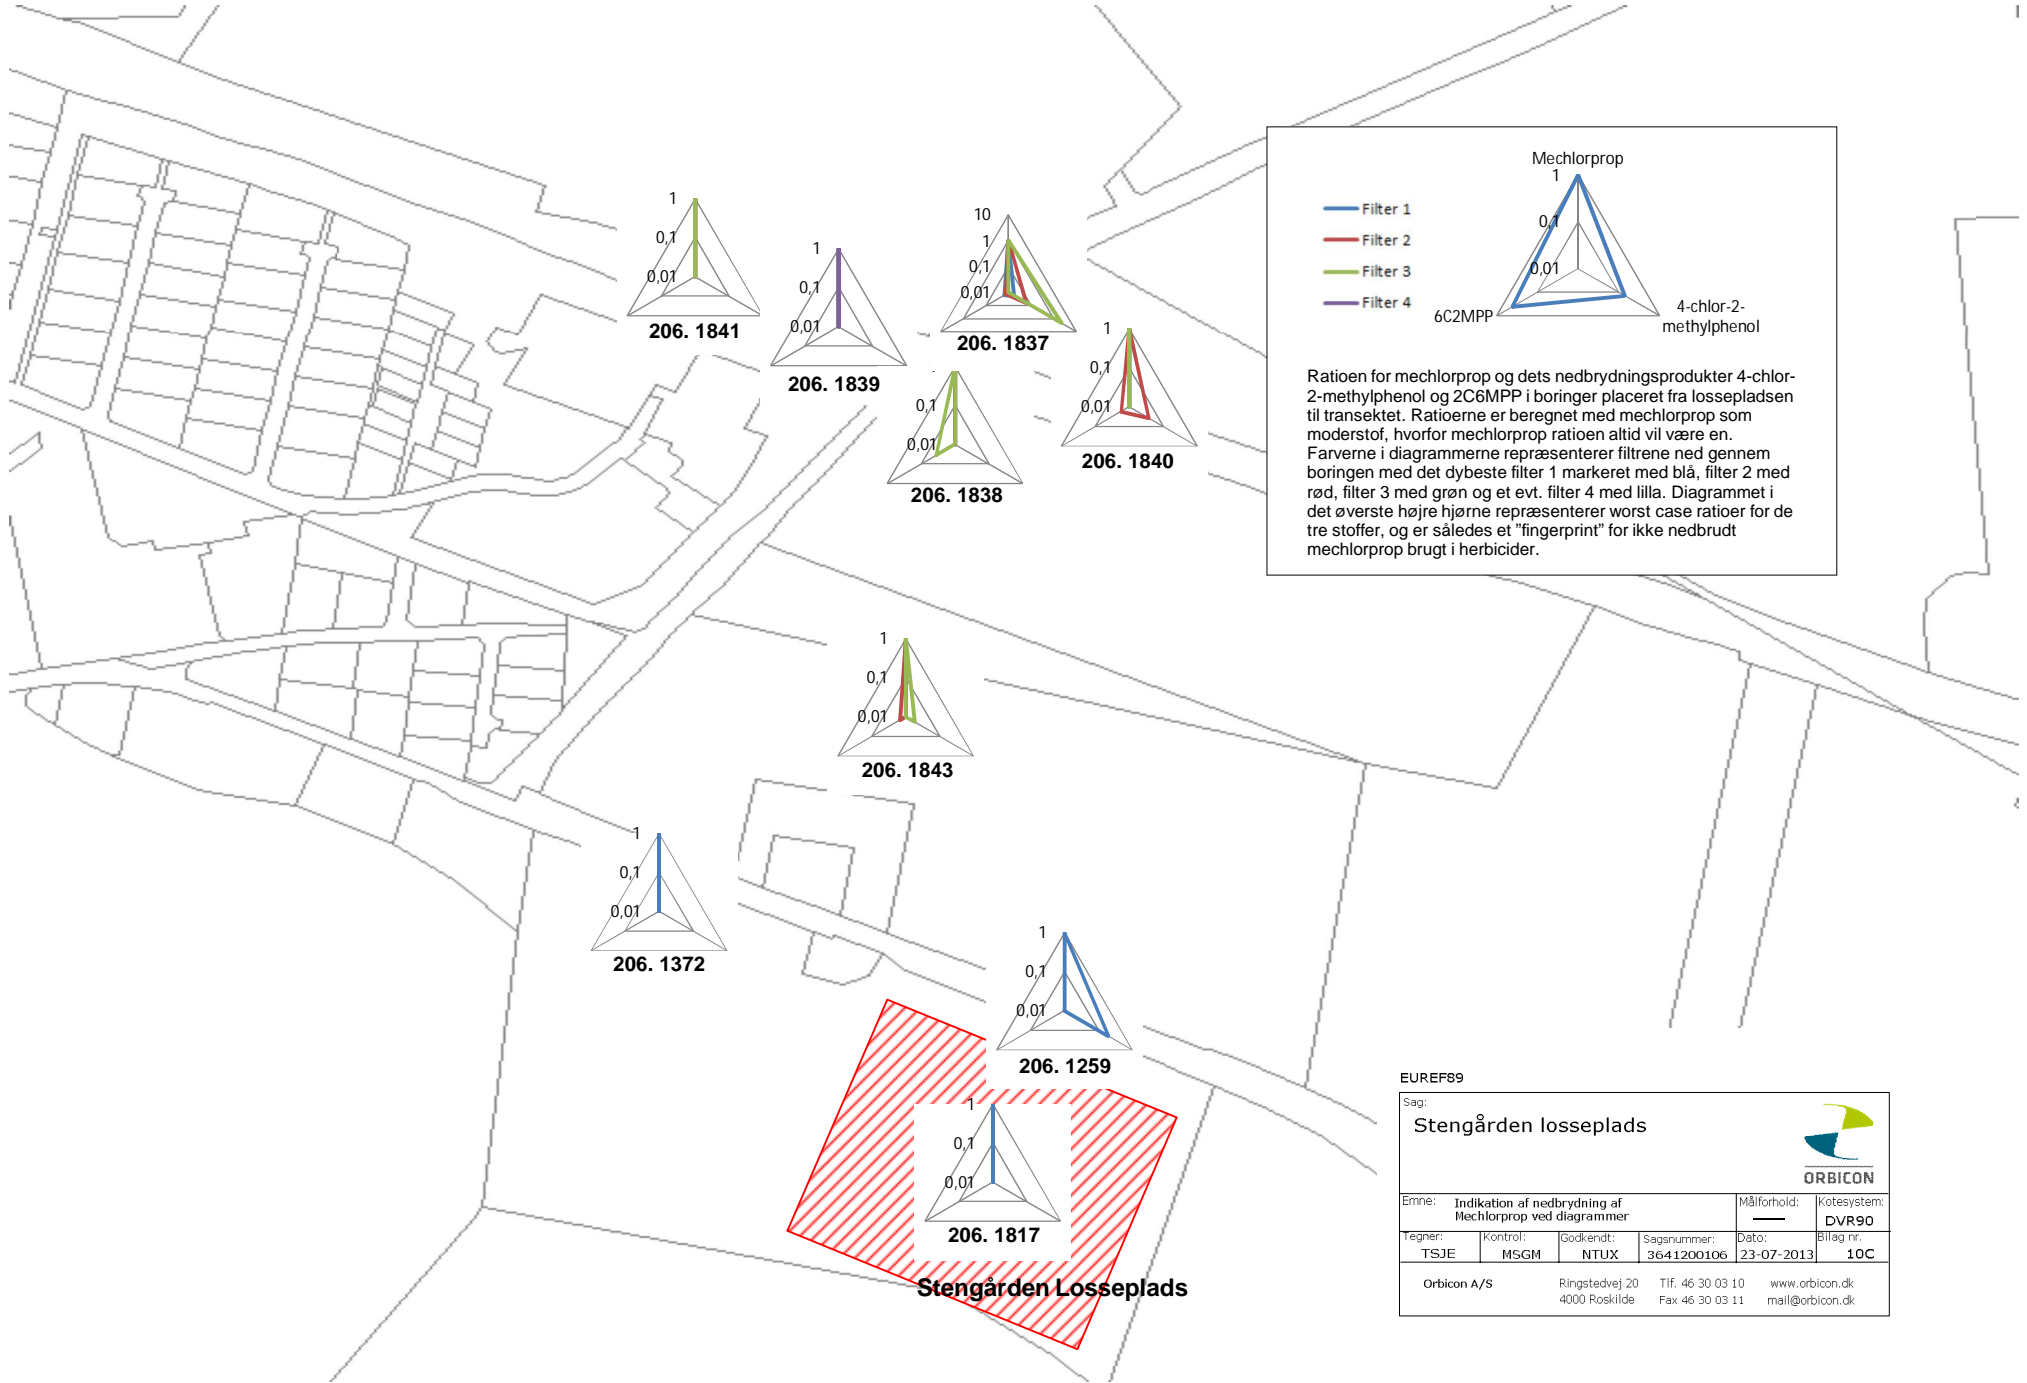 1
0,1
0,01
206. 1841
1
0,1
0,01
206. 1839
10
1
0,1
0,01
206. 1837
1
0,1
0,01
206. 1840
0,1
0,01
206. 1838
Filter 1
Filter 2
Filter 3
Filter 4
Mechlorprop
1
0,1
0,01
6C2MPP
4-chlor-2-
methylphenol
Ratioen for mechlorprop og dets nedbrydningsprodukter 4-chlor-
2-methylphenol og 2C6MPP i boringer placeret fra lossepladsen
til transektet. Ratioerne er beregnet med mechlorprop som
moderstof, hvorfor mechlorprop ratioen altid vil være en.
Farverne i diagrammerne repræsenterer filtrene ned gennem
boringen med det dybeste filter 1 markeret med blå, filter 2 med
rød, filter 3 med grøn og et evt. filter 4 med lilla. Diagrammet i
det øverste højre hjørne repræsenterer worst case ratioer for de
tre stoffer, og er således et ”fingerprint” for ikke nedbrudt
mechlorprop brugt i herbicider.
1
0,1
0,01
206. 1843
1
0,1
0,01
206. 1372
1
0,1
0,01
206. 1259
1
0,1
0,01
206. 1817
Stengården Losseplads
EUREF89
Sag:
Stengården losseplads
ORBICON
Emne: Indikation af nedbrydning af
Mechlorprop ved diagrammer
Målforhold:
Kotesystem:
DVR90
Tegner: Kontrol: Godkendt: Sagsnummer: Dato: Bilag nr.
TSJE MSGM NTUX 3641200106 23-07-2013 10C
Orbicon A/S Ringstedvej 20 Tlf. 46 30 03 10 www.orbicon.dk
4000 Roskilde Fax 46 30 03 11 mail@orbicon.dk